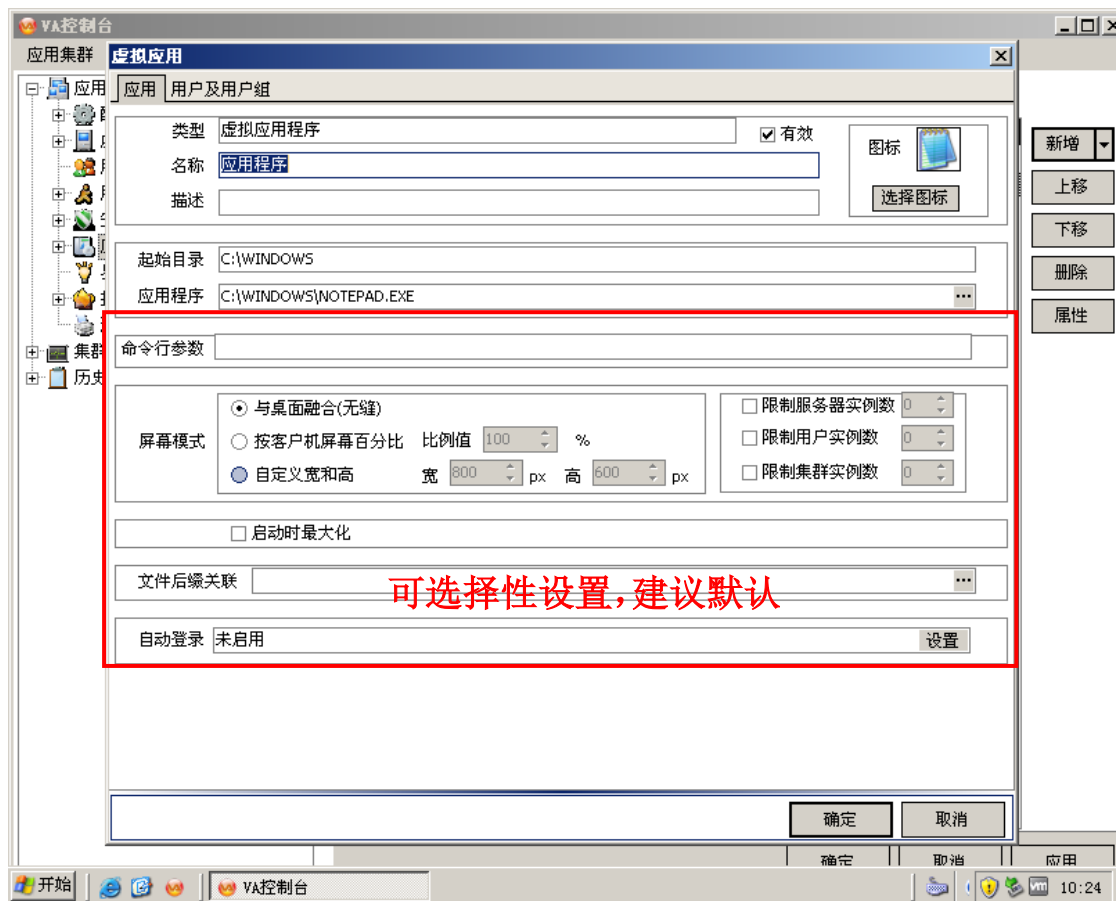 VA控制台
应用集群
虚拟应用
应用 用户及用户组
应用
类型 虚拟应用程序
有效
图标
名称 应用程序
描述
选择图标
新增
上移
下移
删除
属性
起始目录 C:\WINDOWS
应用程序 C:\WINDOWS\NOTEPAD.EXE ...
集群
历史
命令行参数
屏幕模式
与桌面融合(无缝)
按客户机屏幕百分比 比例值 100 %
自定义宽和高 宽 800 px 高 600 px
限制服务器实例数 0
限制用户实例数 0
限制集群实例数 0
启动时最大化
文件后缀关联 ...
可选择性设置,建议默认
自动登录 未启用 设置
确定 取消
确定 取消 应用
开始 VA控制台 10:24